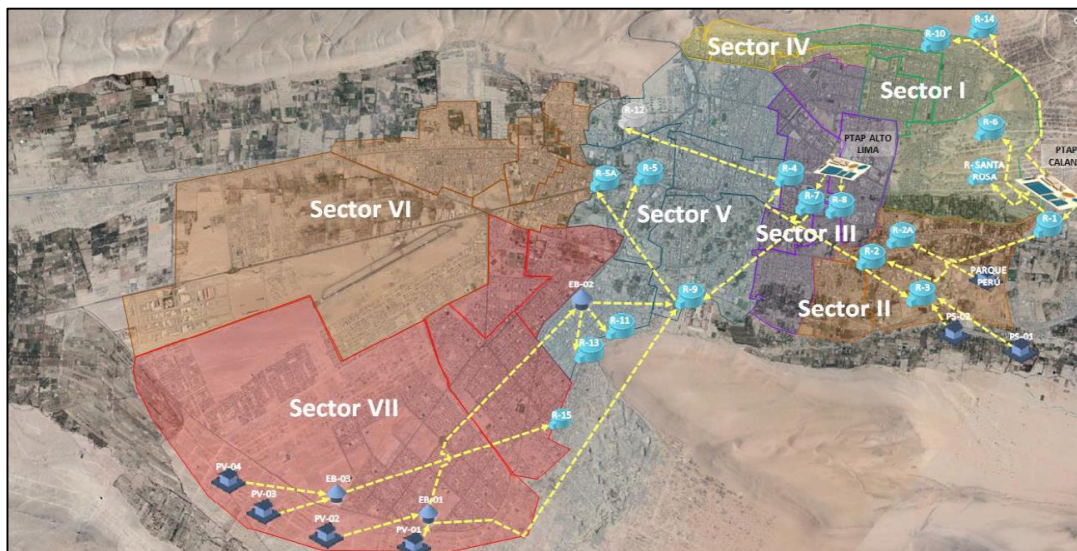 R-14
R-10
Sector IV
Sector I
R-12
R-6
PTAP ALTO
LIMA
PTAP
CALAN
R- SANTA
ROSA
R-5A
R-5
R-4
R-7
R-8
R-1
Sector VI
Sector V
Sector III
R-2A
R-2
PARQUE
PERÚ
R-3
EB-02
R-9
Sector II
PS-02
PS-01
R-11
R-13
Sector VII
R-15
PV-04
EB-03
PV-03
EB-01
PV-02
PV-01